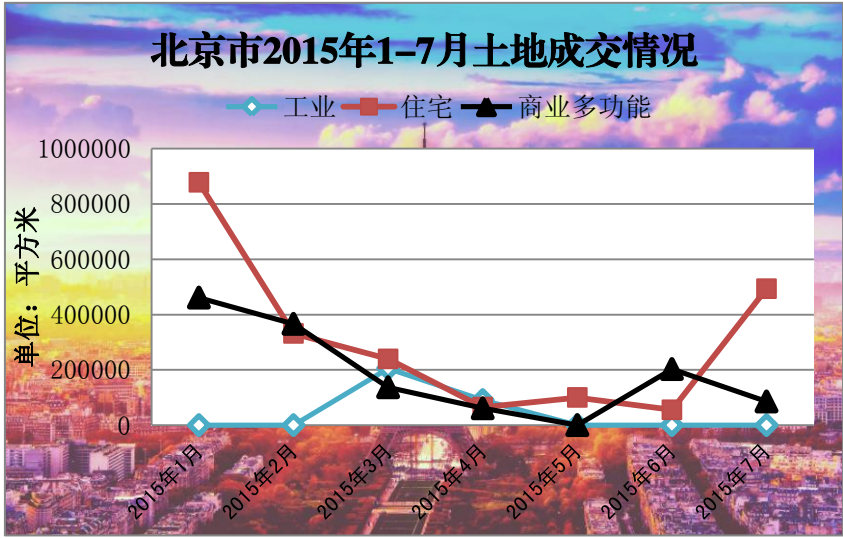 北京市2015年1-7月土地成交情况
工业 住宅 商业多功能
单位：平方米
1000000
800000
600000
400000
200000
0
2015年1月
2015年2月
2015年3月
2015年4月
2015年5月
2015年6月
2015年7月